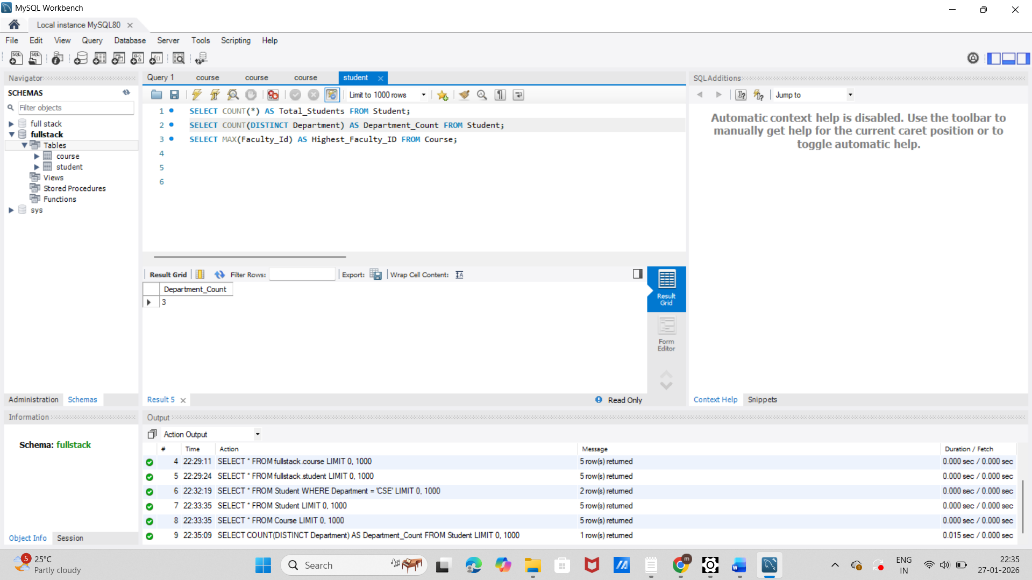 MySQL Workbench
Local instance MySQL80
File Edit View Query Database Server Tools Scripting Help
Navigator
SCHEMAS
Filter objects
full stack
fullstack
Tables
course
student
Views
Stored Procedures
Functions
sys
Administration Schemas
Information
Schema: fullstack
Object Info Session
Query 1 course course course student
Limit to 1000 rows
1 SELECT COUNT(*) AS Total_Students FROM Student;
2 SELECT COUNT(DISTINCT Department) AS Department_Count FROM Student;
3 SELECT MAX(Faculty_Id) AS Highest_Faculty_ID FROM Course;
4
5
6
Result Grid Filter Rows: Export: Wrap Cell Content:
Department_Count
3
Result Grid
Form Editor
Result 5 Read Only
SQLAdditions
Jump to
Automatic context help is disabled. Use the toolbar to
manually get help for the current caret position or to
toggle automatic help.
Context Help Snippets
Output
Action Output
# Time Action Message Duration / Fetch
4 22:29:11 SELECT * FROM fullstack.course LIMIT 0, 1000 5 row(s) returned 0.000 sec / 0.000 sec
5 22:29:24 SELECT * FROM fullstack.student LIMIT 0, 1000 5 row(s) returned 0.000 sec / 0.000 sec
6 22:32:19 SELECT * FROM Student WHERE Department = 'CSE' LIMIT 0, 1000 2 row(s) returned 0.000 sec / 0.000 sec
7 22:33:35 SELECT * FROM Student LIMIT 0, 1000 5 row(s) returned 0.000 sec / 0.000 sec
8 22:33:35 SELECT * FROM Course LIMIT 0, 1000 5 row(s) returned 0.000 sec / 0.000 sec
9 22:35:09 SELECT COUNT(DISTINCT Department) AS Department_Count FROM Student LIMIT 0, 1000 1 row(s) returned 0.015 sec / 0.000 sec
5
25°C
Partly cloudy
Search
ENG
IN
22:35
27-01-2026